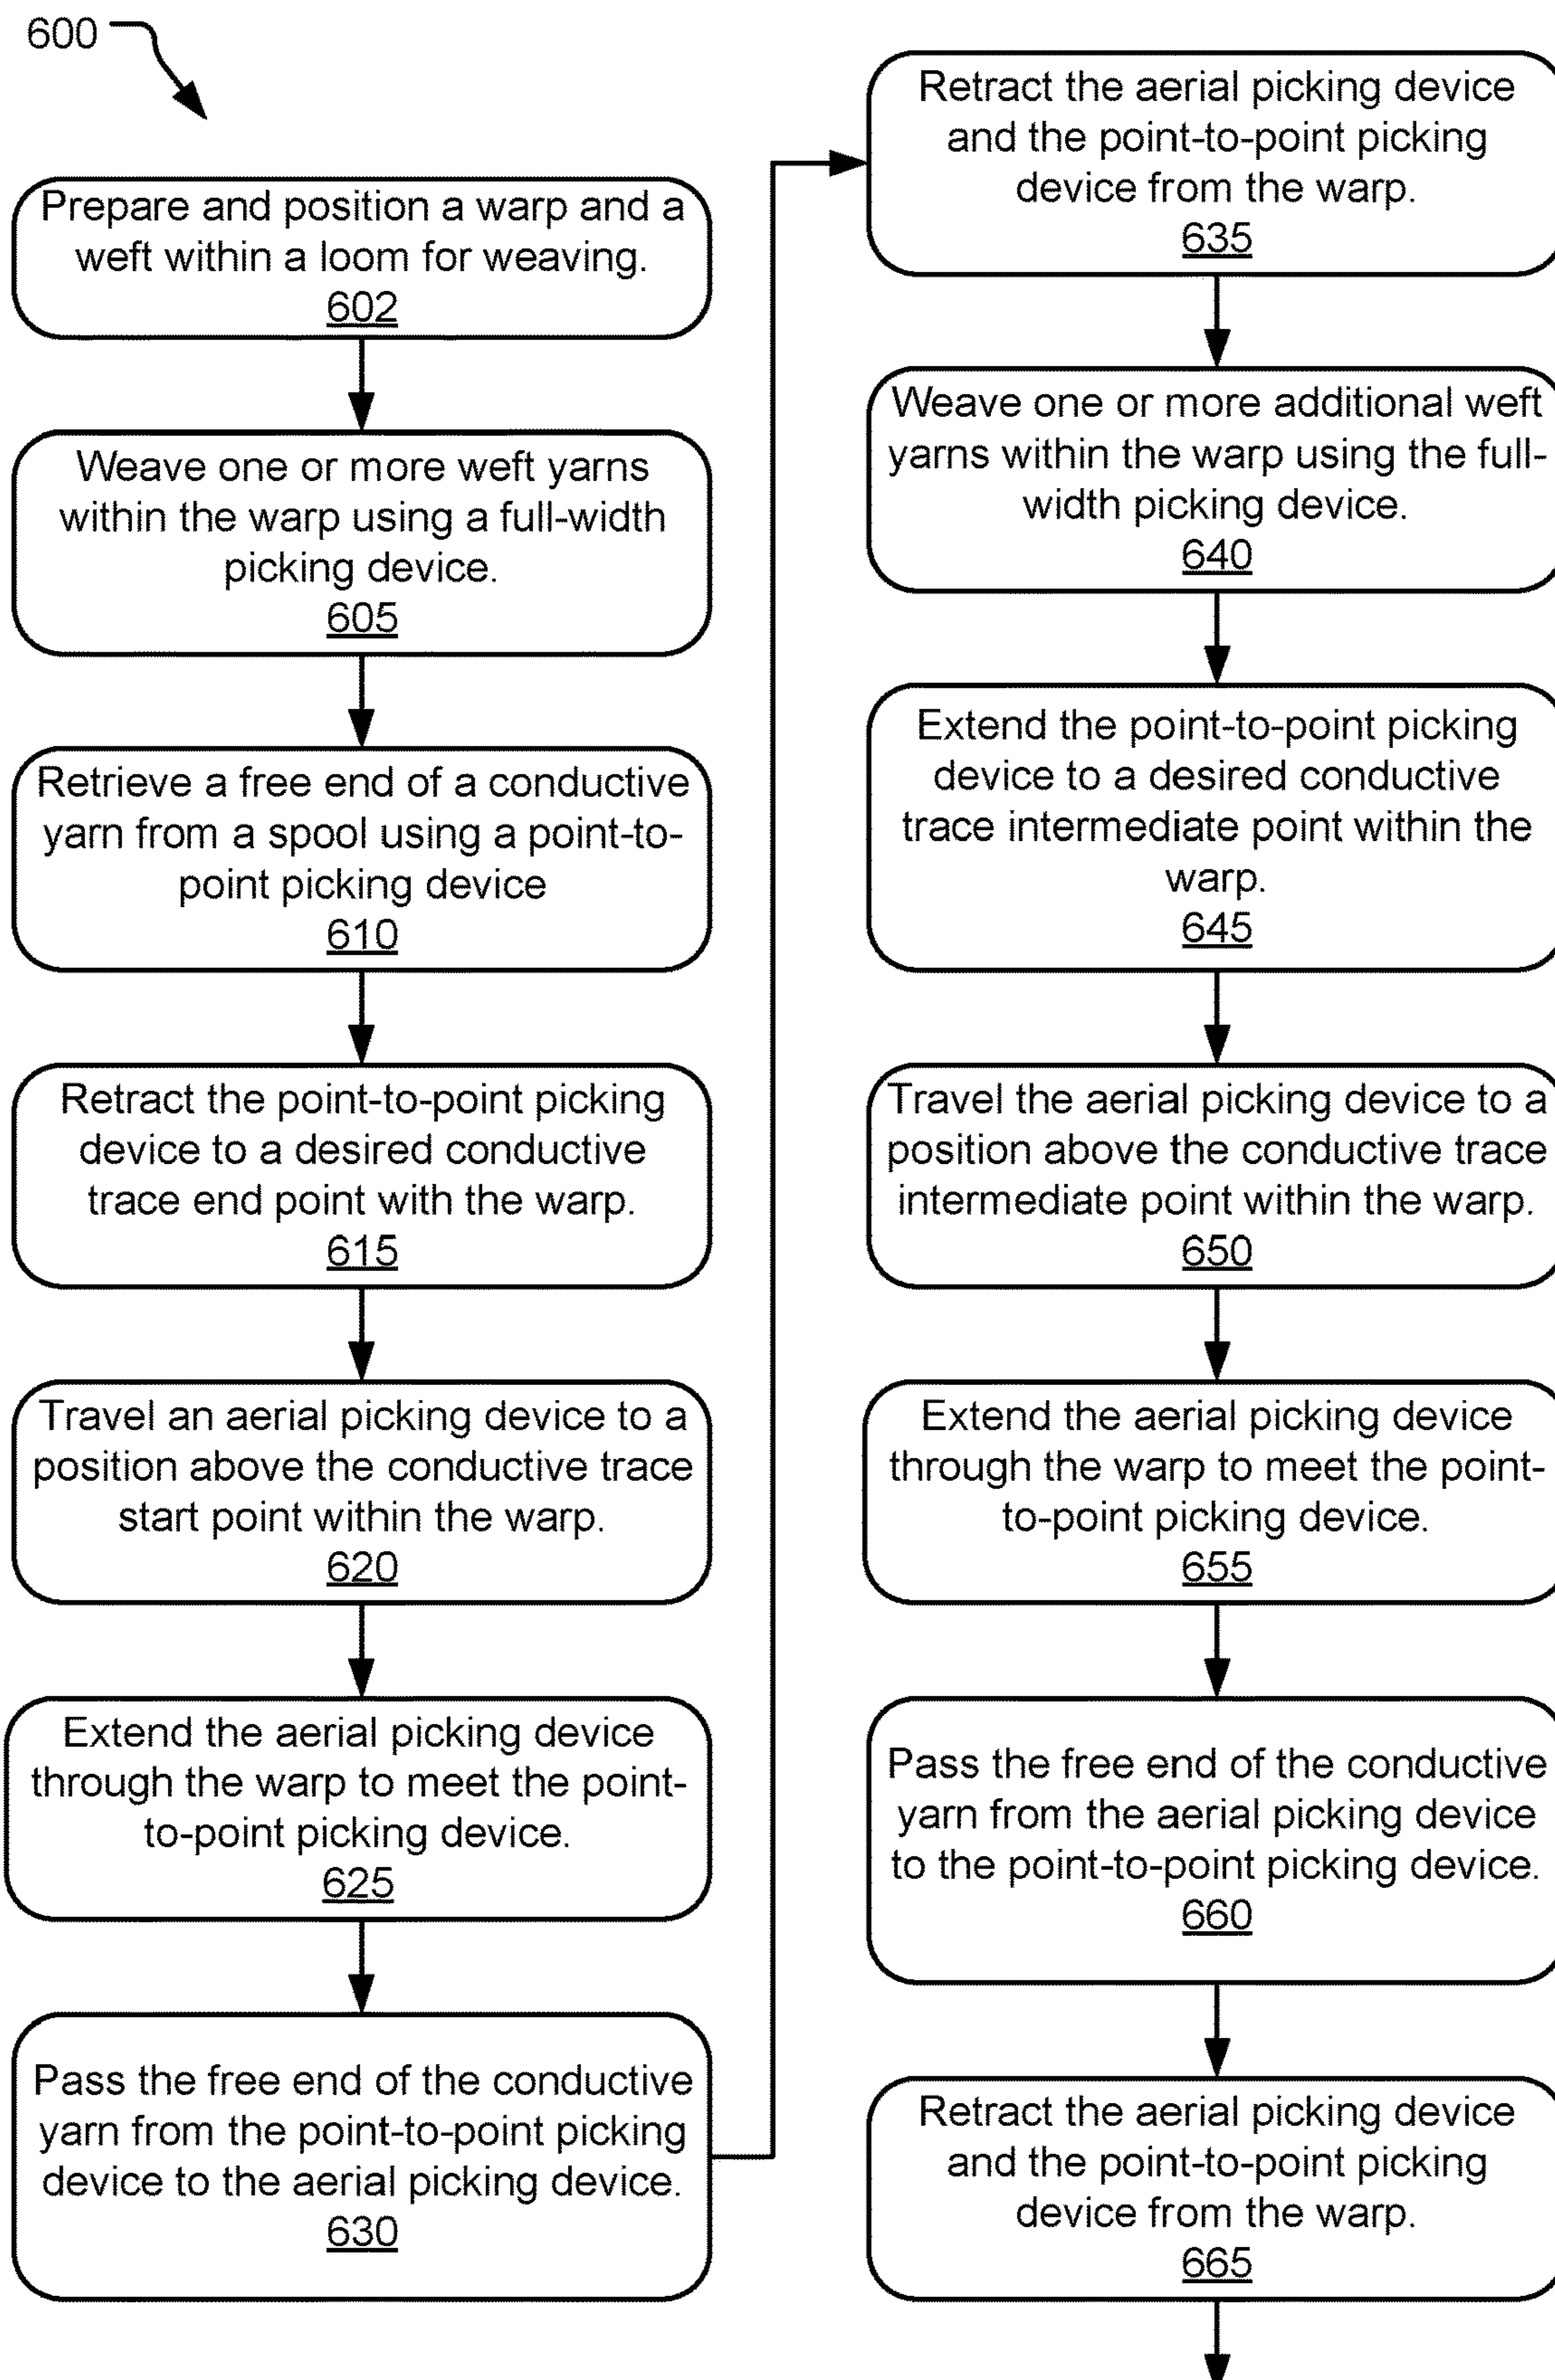 600
Prepare and position a warp and a
weft within a loom for weaving.
602
Weave one or more weft yarns
within the warp using a full-width
picking device.
605
Retrieve a free end of a conductive
yarn from a spool using a point-to-
point picking device
610
Retract the point-to-point picking
device to a desired conductive
trace end point with the warp.
615
Travel an aerial picking device to a
position above the conductive trace
start point within the warp.
620
Extend the aerial picking device
through the warp to meet the point-
to-point picking device.
625
Pass the free end of the conductive
yarn from the point-to-point picking
device to the aerial picking device.
630
Retract the aerial picking device
and the point-to-point picking
device from the warp.
635
Weave one or more additional weft
yarns within the warp using the full-
width picking device.
640
Extend the point-to-point picking
device to a desired conductive
trace intermediate point within the
warp.
645
Travel the aerial picking device to a
position above the conductive trace
intermediate point within the warp.
650
Extend the aerial picking device
through the warp to meet the point-
to-point picking device.
655
Pass the free end of the conductive
yarn from the aerial picking device
to the point-to-point picking device.
660
Retract the aerial picking device
and the point-to-point picking
device from the warp.
665